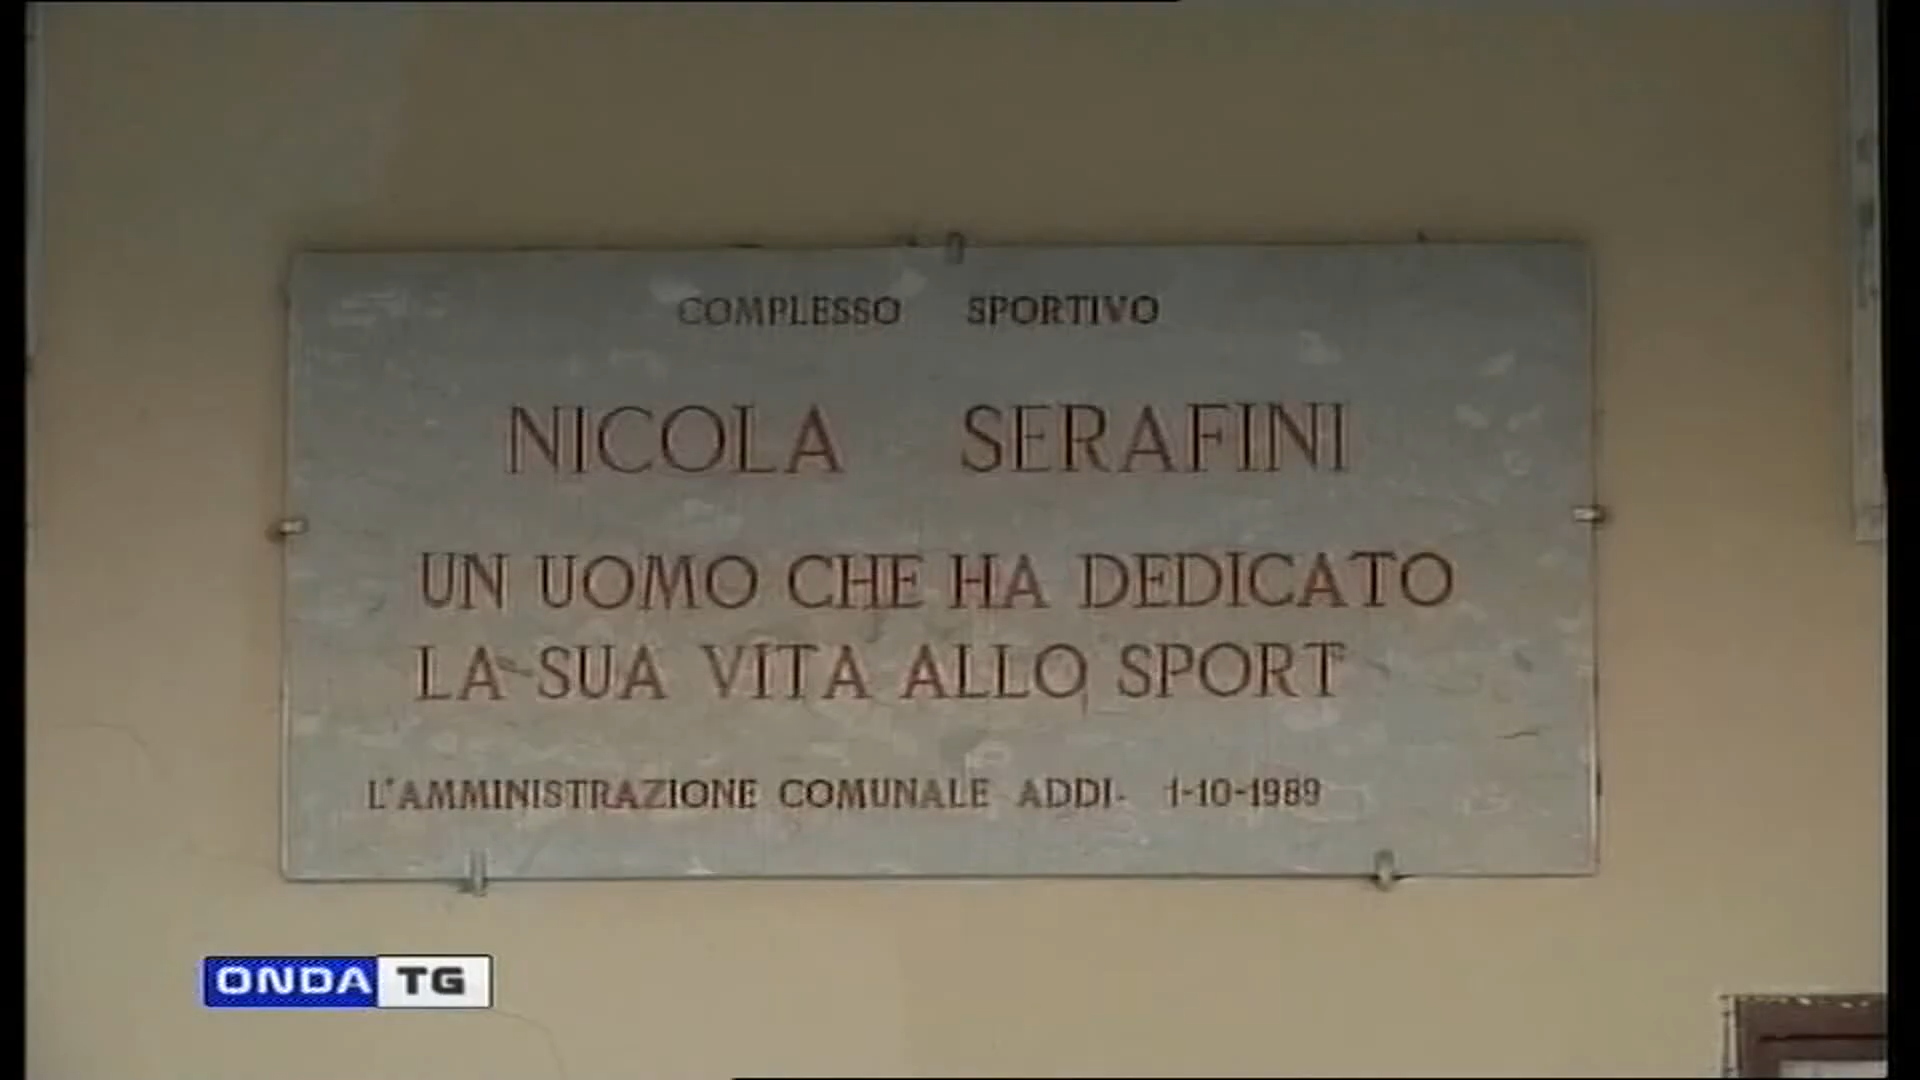 COMPLESSO SPORTIVO
NICOLA SERAFINI
UN UOMO CHE HA DEDICATO
LA SUA VITA ALLO SPORT
L'AMMINISTRAZIONE COMUNALE ADDI- 1-10-1989
ONDA TG